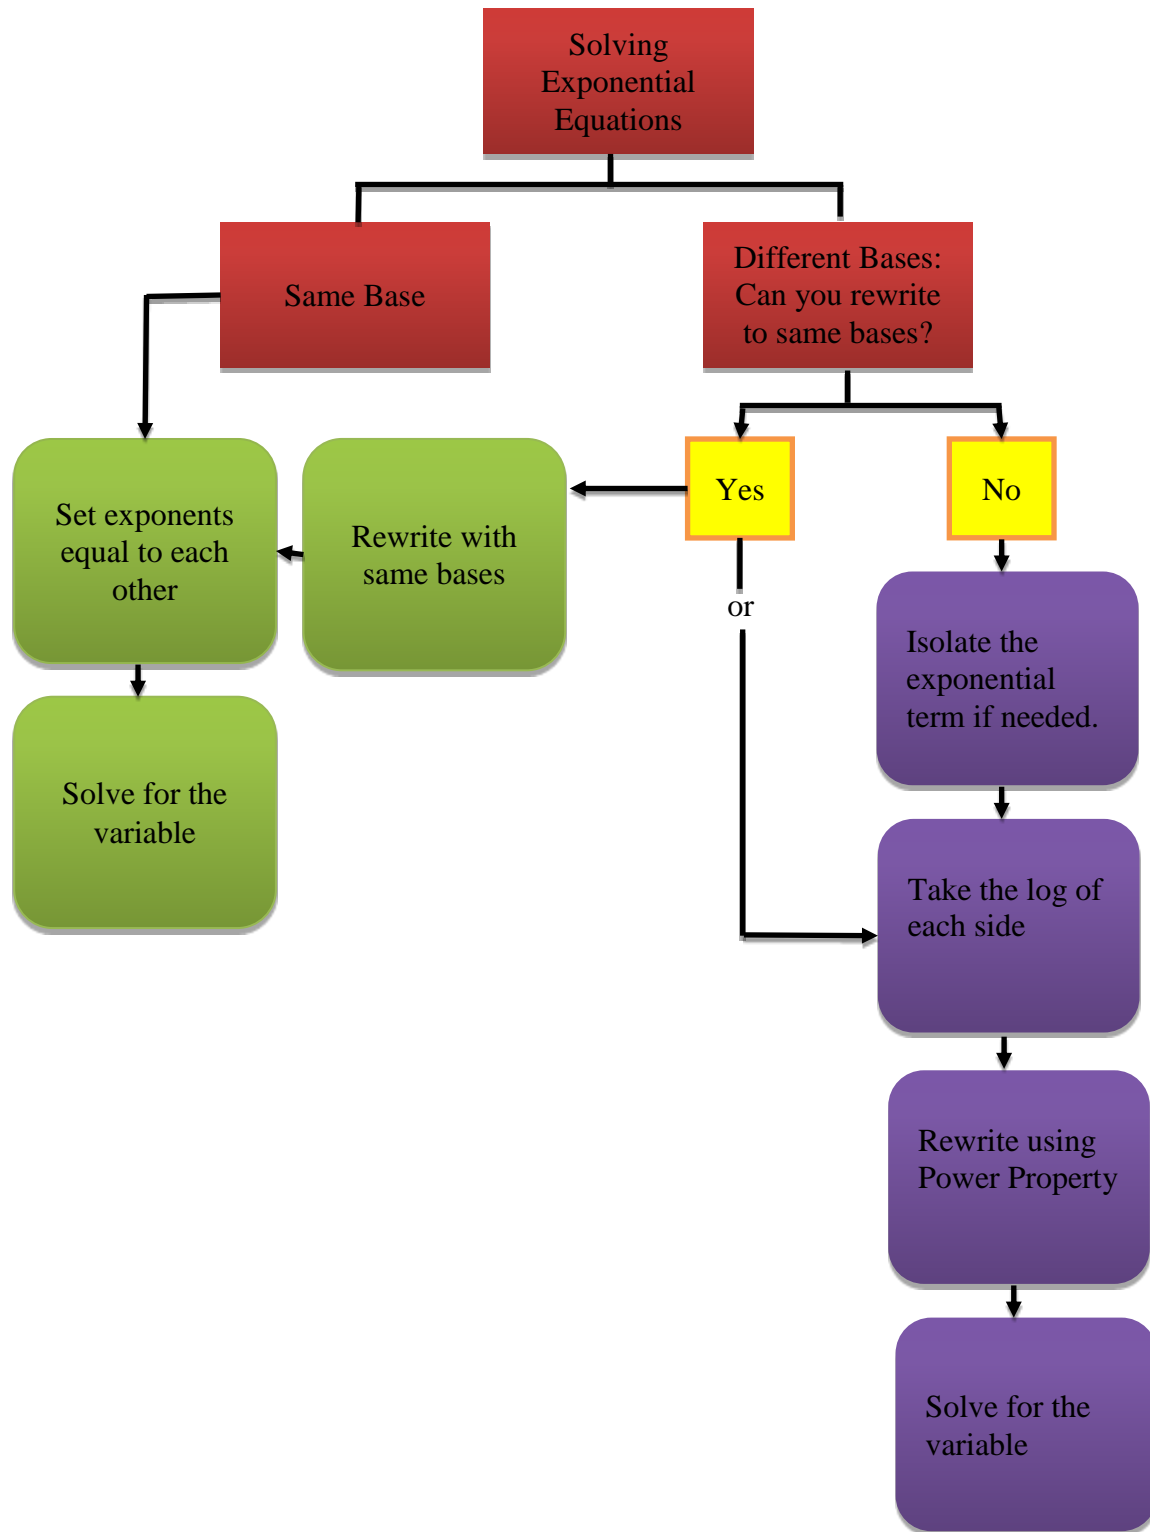 Solving
Exponential
Equations
Same Base
Different Bases:
Can you rewrite
to same bases?
Set exponents
equal to each
other
Rewrite with
same bases
Yes
No
or
Isolate the
exponential
term if needed.
Solve for the
variable
Take the log of
each side
Rewrite using
Power Property
Solve for the
variable